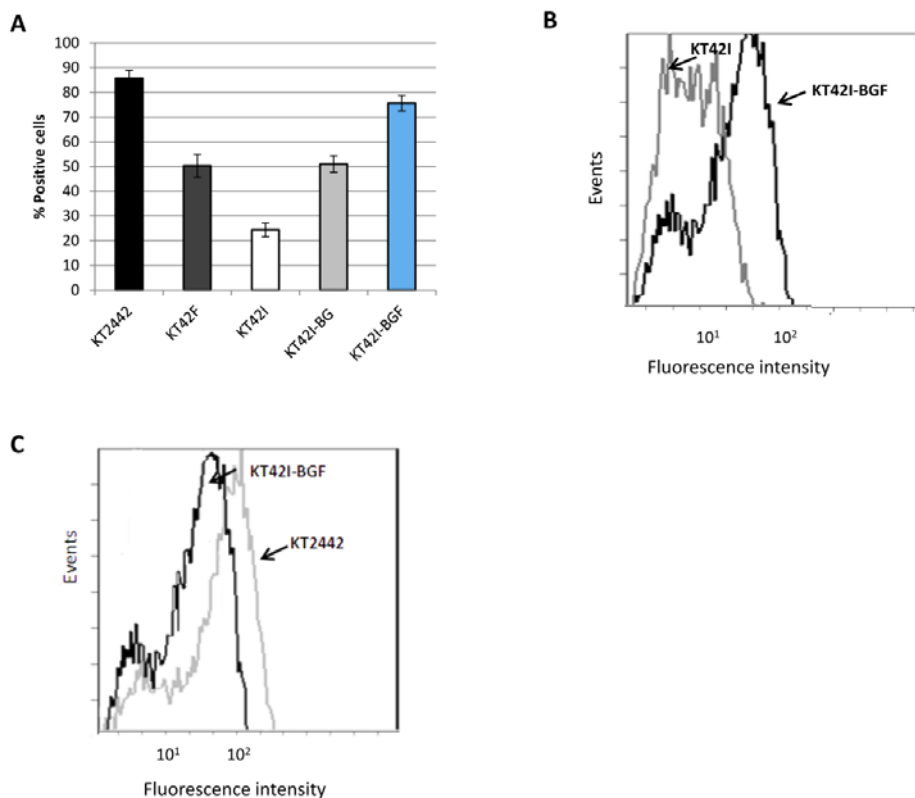 A
100
90
80
70
60
50
40
30
20
10
0
% Positive cells
KT2442
KT42F
KT42I
KT42I-BG
KT42I-BGF
B
KT42I
KT42I-BGF
Events
10¹ 10²
Fluorescence intensity
C
KT42I-BGF
KT2442
Events
10¹ 10²
Fluorescence intensity